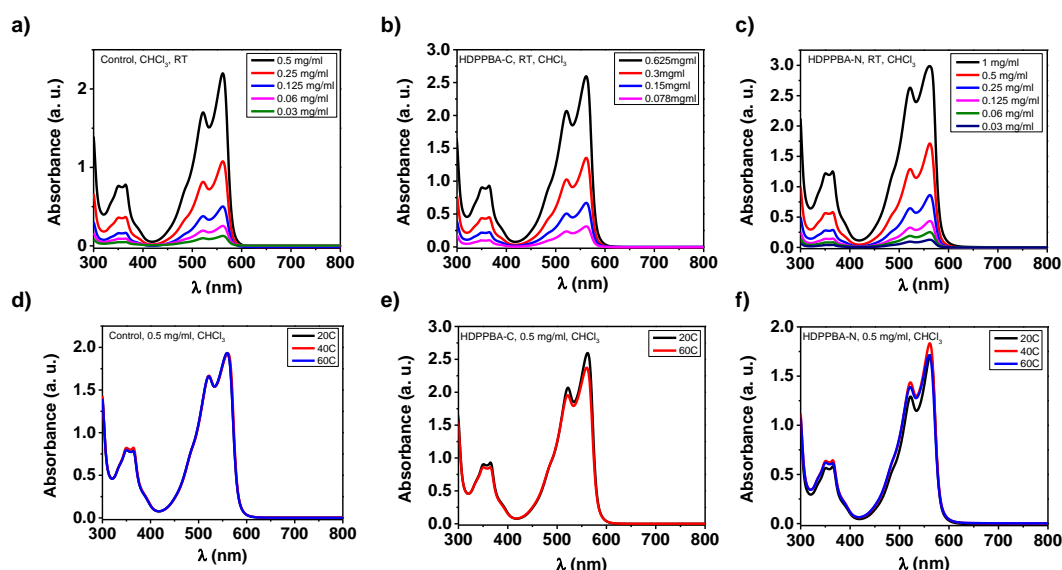 a)
Control, CHCl3, RT
0.5 mg/ml
0.25 mg/ml
0.125 mg/ml
0.06 mg/ml
0.03 mg/ml
Absorbance (a. u.)
2
1
0
300 400 500 600 700 800
λ (nm)
b)
HDPPBA-C, RT, CHCl3
0.625mgml
0.3mgml
0.15mgml
0.078mgml
Absorbance (a. u.)
3.0
2.5
2.0
1.5
1.0
0.5
0.0
300 400 500 600 700 800
λ (nm)
c)
HDPPBA-N, RT, CHCl3
1 mg/ml
0.5 mg/ml
0.25 mg/ml
0.125 mg/ml
0.06 mg/ml
0.03 mg/ml
Absorbance (a. u.)
3.0
2.5
2.0
1.5
1.0
0.5
0.0
300 400 500 600 700 800
λ (nm)
d)
Control, 0.5 mg/ml, CHCl3
20C
40C
60C
Absorbance (a. u.)
2.0
1.5
1.0
0.5
0.0
300 400 500 600 700 800
λ (nm)
e)
HDPPBA-C, 0.5 mg/ml, CHCl3
20C
60C
Absorbance (a. u.)
3.0
2.5
2.0
1.5
1.0
0.5
0.0
300 400 500 600 700 800
λ (nm)
f)
HDPPBA-N, 0.5 mg/ml, CHCl3
20C
40C
60C
Absorbance (a. u.)
2.0
1.5
1.0
0.5
0.0
300 400 500 600 700 800
λ (nm)